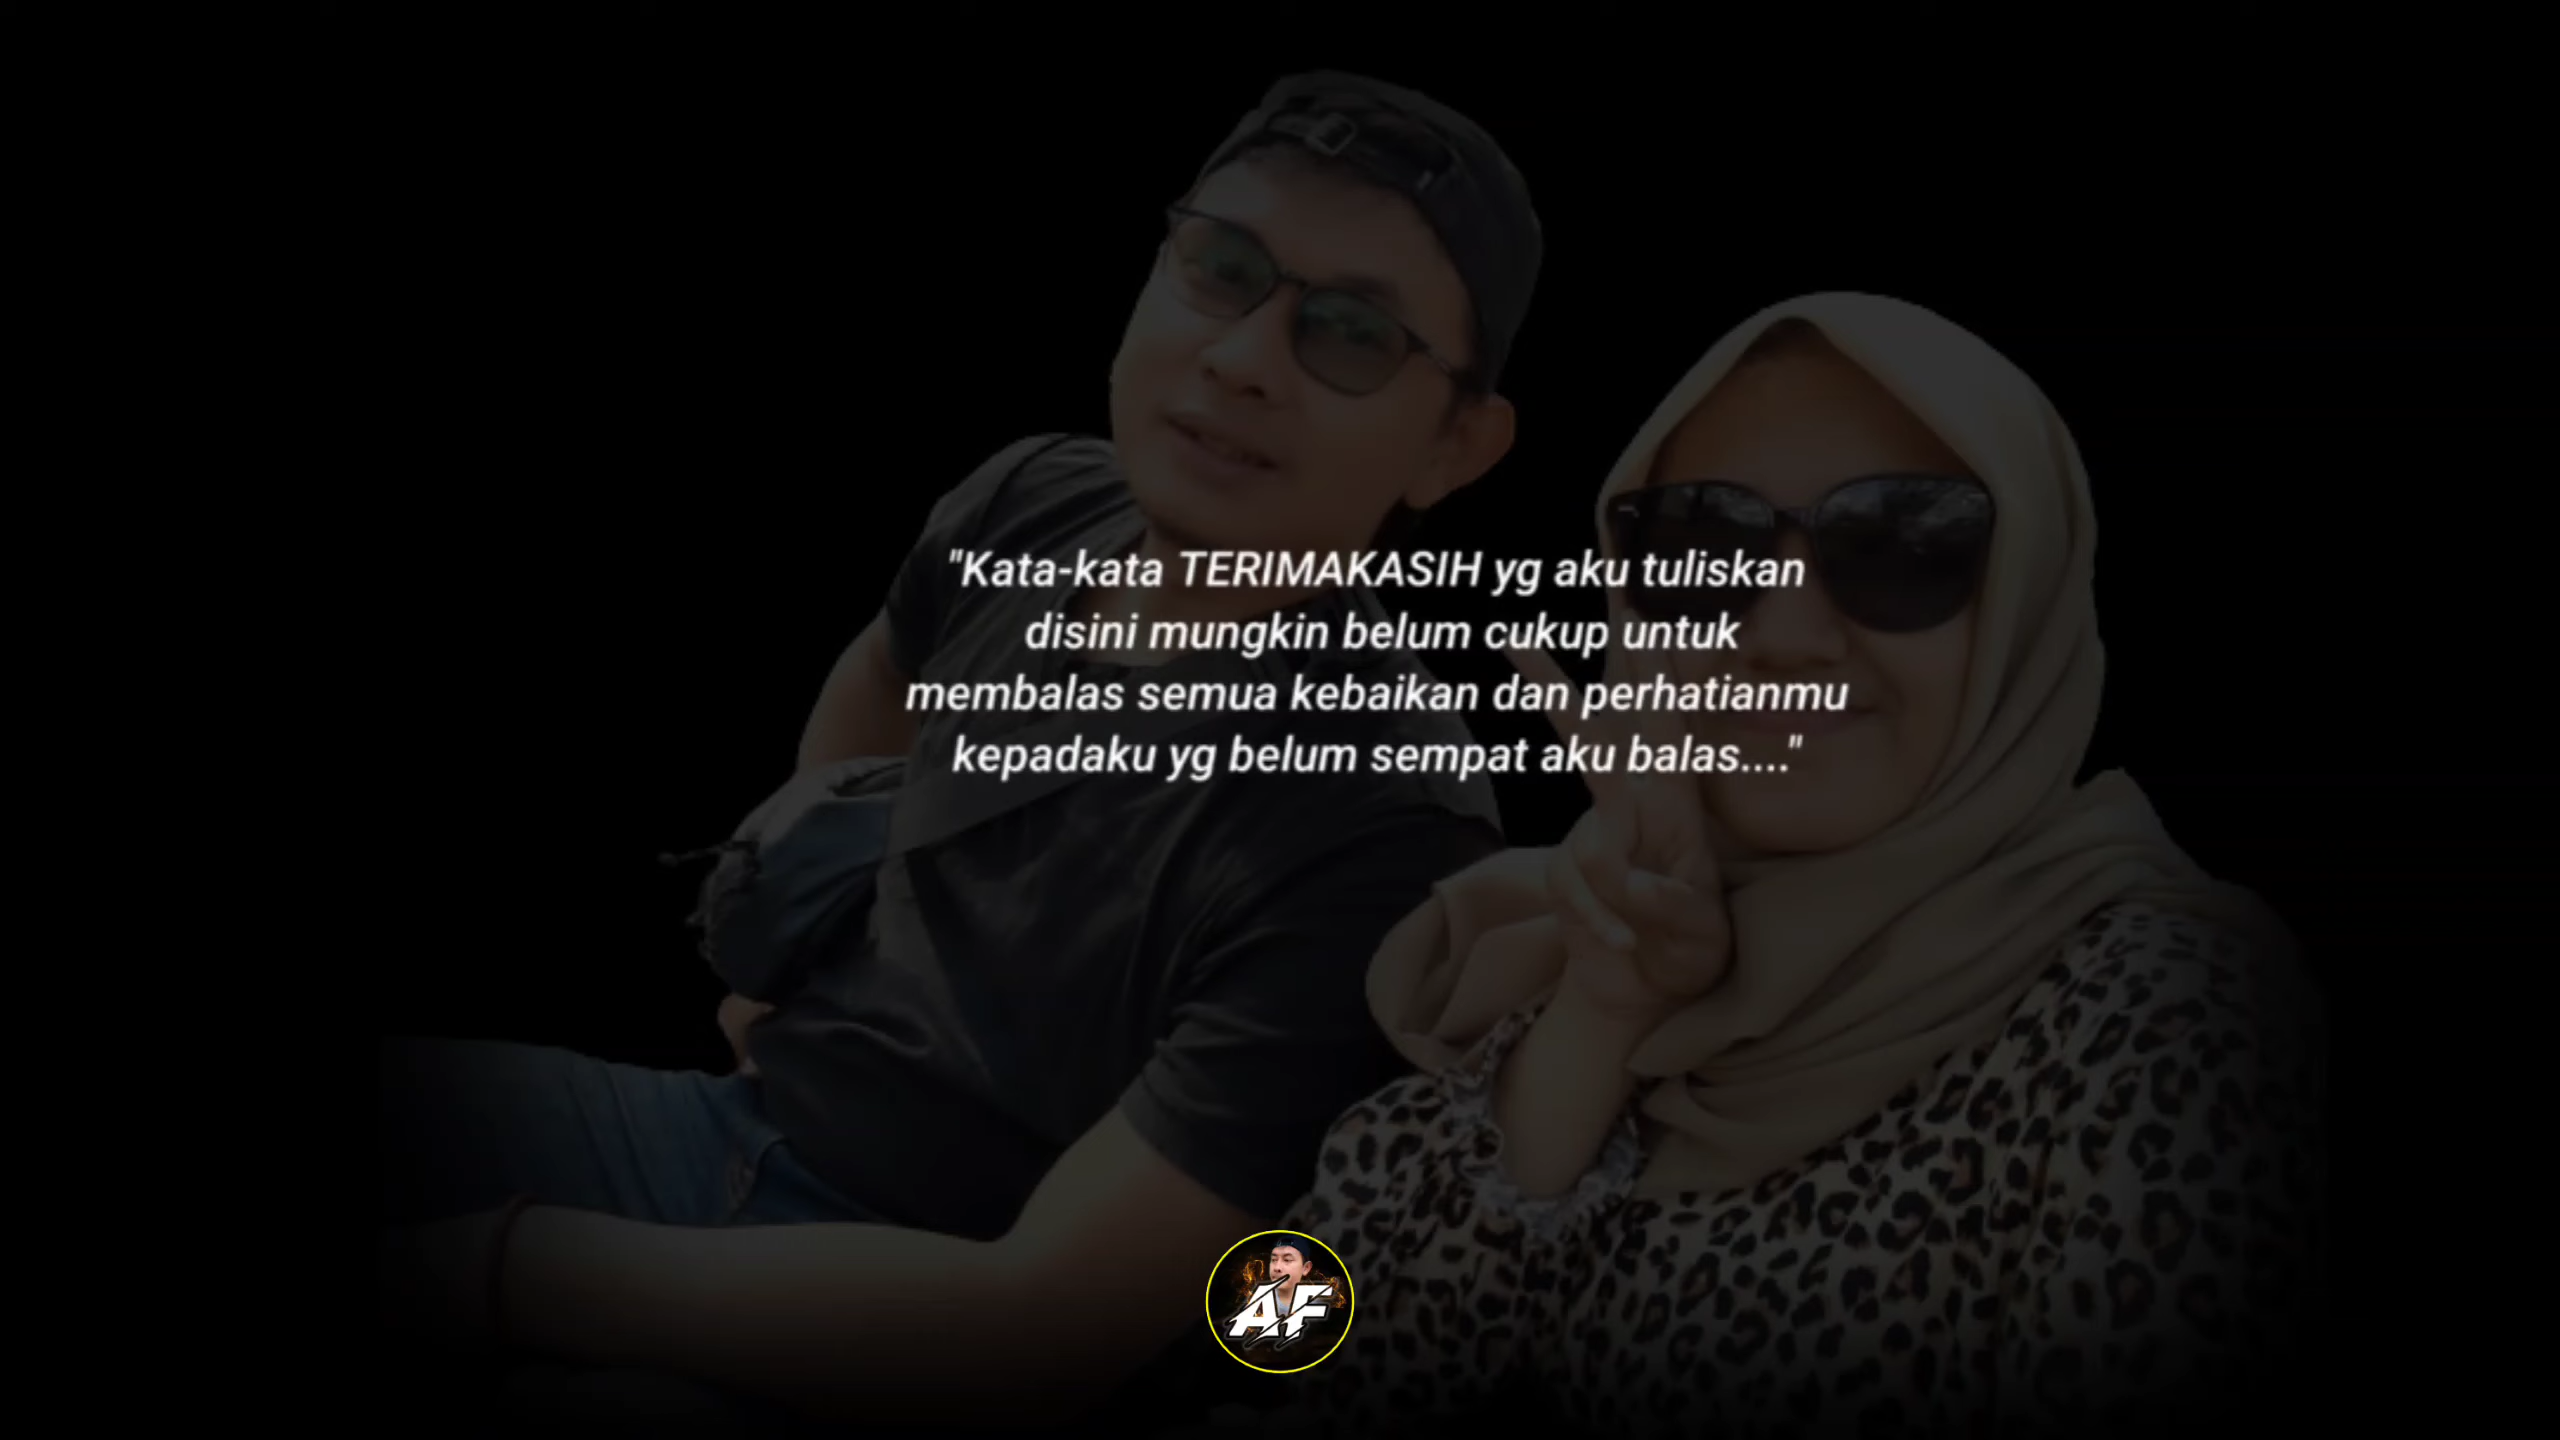 "Kata-kata TERIMAKASIH yg aku tuliskan
disini mungkin belum cukup untuk
membalas semua kebaikan dan perhatianmu
kepadaku yg belum sempat aku balas...."
AF